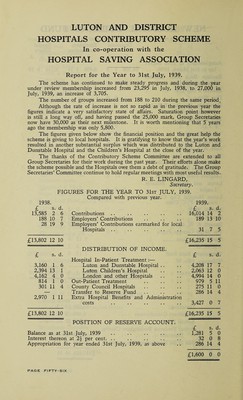 LUTON AND DISTRICT
HOSPITALS CONTRIBUTORY SCHEME
In co-operation with the
HOSPITAL SAVING ASSOCIATION
Report for the Year to 31st July, 1939.
The scheme has continued to make steady progress and during the year
under review membership increased from 23,295 in July, 1938, to 27,000 in
July, 1939, an increase of 3,705.
The number of groups increased from 188 to 210 during the same period.
Although the rate of increase is not so rapid as in the previous year the
figures indicate a very satisfactory state of affairs. Saturation point however
is still a long way off, and having passed the 25,000 mark, Group Secretaries
now have 30,000 as their next milestone. It is worth mentioning that 5 years
ago the membership was only 5,800.
The figures given below show the financial position and the great help the
scheme is giving to local hospitals. It is gratifying to know that the year's work
resulted in another substantial surplus which was distributed to the Luton and
Dunstable Hospital and the Children's Hospital at the close of the year.
The thanks of the Contributory Scheme Committee are extended to all
Group Secretaries for their work during the past year. Their efforts alone make
the scheme possible and the Hospitals owe them a debt of gratitude. The Group
Secretaries' Committee continue to hold regular meetings with most useful results.
R. E. LINGARD,
Secretary.
FIGURES FOR THE YEAR TO 31st JULY, 1939.
Compared with previous year
1938. 1939.
£ s. d. £ s. d.
13,585 2 6 Contributions .. 16,014 14 2
188 10 7 Employers' Contributions .. 189 13 10
28 19 9 Employers' Contributions earmarked for local
Hospitals .. 31 7 5
£13,802 12 10 £16,235 15 5
DISTRIBUTION OF INCOME.
£ s. d. Hospital In-Patient Treatment :— £ s. d.
3,160 1 6 Luton and Dunstable Hospital .. 4,208 17 7
2,394 13 1 Luton Children's Hospital 2,065 12 0
4,162 4 0 London and other Hospitals .. 4,994 14 0
814 1 0 Out-Patient Treatment .. 979 5 11
301 11 4 County Council Hospitals .. 275 11 0
— Transfer to Reserve Fund .. 286 14 4
2,970 1 11 Extra Hospital Benefits and Administration
costs .. 3,427 0 7
£13,802 12 10 £16,235 15 5
POSITION OF RESERVE ACCOUNT.
£ s. d.
Balance as at 31st July, 1939 .. 1,281 5 0
Interest thereon at 2½ per cent. .. 32 0 8
Appropriation for year ended 31st July, 1939, as above .. 286 14 4
£1,600 0 0
PAGE FIFTY-SIX